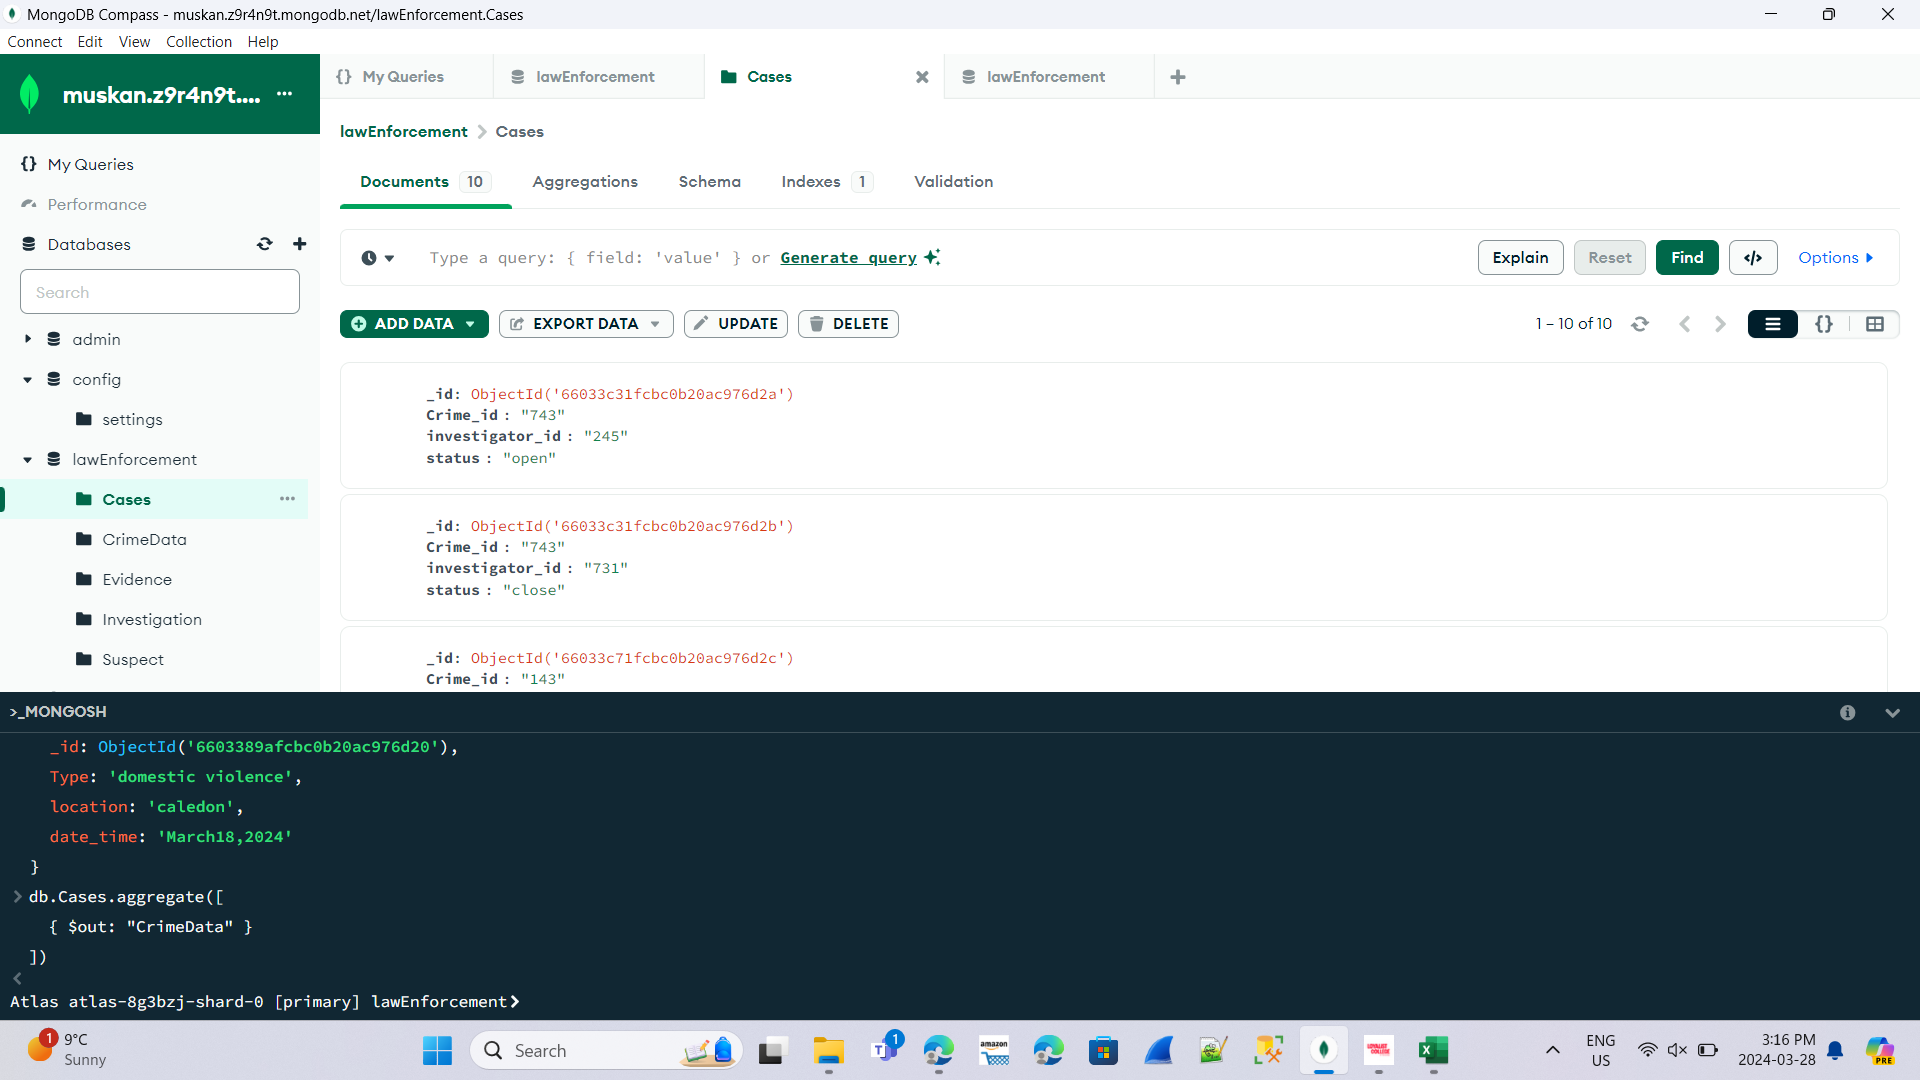 MongoDB Compass - muskan.z9r4n9t.mongodb.net/lawEnforcement.Cases
Connect Edit View Collection Help
muskan.z9r4n9t.... ···
{} My Queries
lawEnforcement
Cases
lawEnforcement
lawEnforcement > Cases
{} My Queries
Performance
Databases
Search
admin
config
settings
lawEnforcement
Cases
CrimeData
Evidence
Investigation
Suspect
Documents 10 Aggregations Schema Indexes 1 Validation
Type a query: { field: 'value' } or Generate query
Explain Reset Find </> Options
ADD DATA EXPORT DATA UPDATE DELETE 1 – 10 of 10 {}
_id: ObjectId('66033c31fcbc0b20ac976d2a')
Crime_id : "743"
investigator_id : "245"
status : "open"
_id: ObjectId('66033c31fcbc0b20ac976d2b')
Crime_id : "743"
investigator_id : "731"
status : "close"
_id: ObjectId('66033c71fcbc0b20ac976d2c')
Crime_id : "143"
>_MONGOSH
_id: ObjectId('6603389afcbc0b20ac976d20'),
Type: 'domestic violence',
location: 'caledon',
date_time: 'March18,2024'
}
> db.Cases.aggregate([
{ $out: "CrimeData" }
])
<
Atlas atlas-8g3bzj-shard-0 [primary] lawEnforcement>
1
9°C
Sunny
Search
1
amazon
LOYALIST COLLEGE
ENG
US
3:16 PM
2024-03-28
PRE